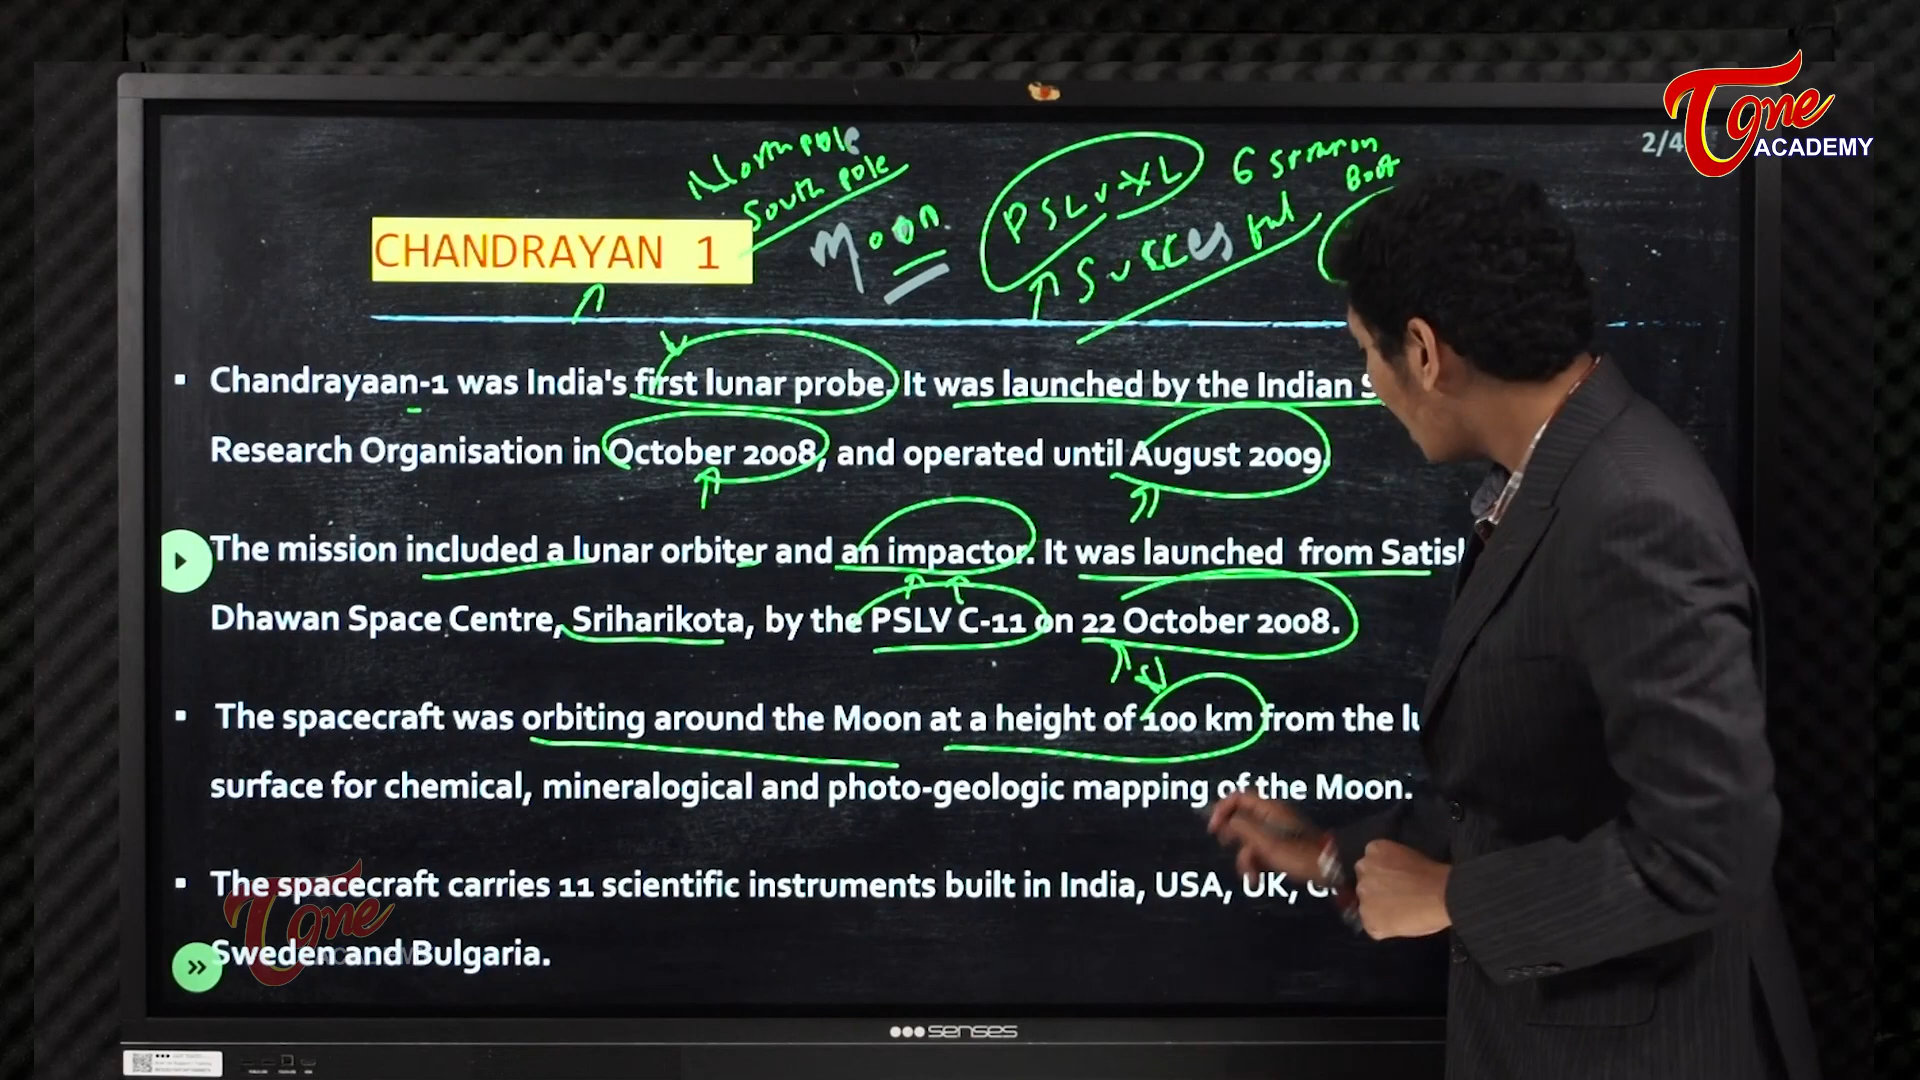 Tone
ACADEMY
2/4
North pole
South pole
Moon
PSLV-XL
6 Strap on
Successful
CHANDRAYAN 1
Chandrayaan-1 was India's first lunar probe. It was launched by the Indian S
Research Organisation in October 2008, and operated until August 2009.
The mission included a lunar orbiter and an impactor. It was launched from Satish
Dhawan Space Centre, Sriharikota, by the PSLV C-11 on 22 October 2008.
The spacecraft was orbiting around the Moon at a height of 100 km from the lu
surface for chemical, mineralogical and photo-geologic mapping of the Moon.
The spacecraft carries 11 scientific instruments built in India, USA, UK, G
Sweden and Bulgaria.
Tone
ACADEMY
senses